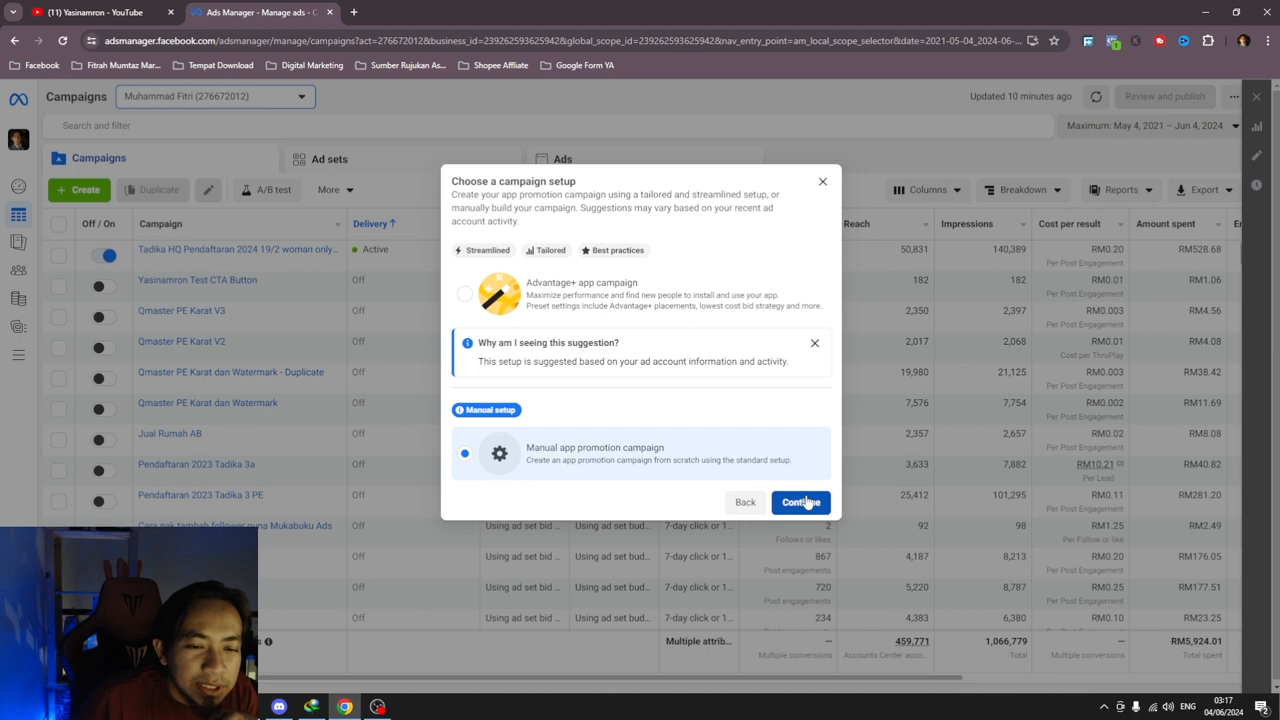 (11) Yasinamron - YouTube
Ads Manager - Manage ads - C
adsmanager.facebook.com/adsmanager/manage/campaigns?act=276672012&business_id=239262593625942&global_scope_id=239262593625942&nav_entry_point=am_local_scope_selector&date=2021-05-04_2024-06-...
Facebook
Fitrah Mumtaz Mar...
Tempat Download
Digital Marketing
Sumber Rujukan As...
Shopee Affliate
Google Form YA
Campaigns
Muhammad Fitri (276672012)
Updated 10 minutes ago
Review and publish
Search and filter
Maximum: May 4, 2021 – Jun 4, 2024
Campaigns
Ad sets
Ads
+ Create
Duplicate
A/B test
More
Columns
Breakdown
Reports
Export
Off / On
Campaign
Delivery ↑
Reach
Impressions
Cost per result
Amount spent
Tadika HQ Pendaftaran 2024 19/2 woman only...
Active
50,831
140,389
RM0.20
RM528.68
Per Post Engagement
Yasinamron Test CTA Button
Off
182
182
RM0.01
RM1.06
Per Post Engagement
Qmaster PE Karat V3
Off
2,350
2,397
RM0.003
RM4.56
Per Post Engagement
Qmaster PE Karat V2
Off
2,017
2,068
RM0.01
RM4.08
Cost per ThruPlay
Qmaster PE Karat dan Watermark - Duplicate
Off
19,980
21,125
RM0.003
RM38.42
Per Post Engagement
Qmaster PE Karat dan Watermark
Off
7,576
7,754
RM0.002
RM11.69
Per Post Engagement
Jual Rumah AB
Off
2,357
2,657
RM0.02
RM8.08
Per Post Engagement
Pendaftaran 2023 Tadika 3a
Off
3,633
7,882
RM10.21 [2]
RM40.82
Per Lead
Pendaftaran 2023 Tadika 3 PE
Off
25,412
101,295
RM0.11
RM281.20
Per Post Engagement
Cara nak tambah follower guna Mukabuku Ads
Off
Using ad set bid ...
Using ad set bud...
7-day click or 1...
2
92
98
RM1.25
RM2.49
Follows or likes
Per Follow or like
Off
Using ad set bid ...
Using ad set bud...
7-day click or 1...
867
4,187
8,213
RM0.20
RM176.05
Post engagements
Per Post Engagement
Off
Using ad set bid ...
Using ad set bud...
7-day click or 1...
720
5,220
8,787
RM0.25
RM177.51
Post engagements
Per Post Engagement
Off
Using ad set bid ...
Using ad set bud...
7-day click or 1...
234
4,383
6,380
RM0.10
RM23.25
Multiple attrib...
—
459,771
1,066,779
—
RM5,924.01
Multiple conversions
Accounts Center acco...
Total
Multiple conversions
Total spent
Choose a campaign setup
Create your app promotion campaign using a tailored and streamlined setup, or
manually build your campaign. Suggestions may vary based on your recent ad
account activity.
Streamlined
Tailored
Best practices
Advantage+ app campaign
Maximize performance and find new people to install and use your app.
Preset settings include Advantage+ placements, lowest cost bid strategy and more.
Why am I seeing this suggestion?
This setup is suggested based on your ad account information and activity.
Manual setup
Manual app promotion campaign
Create an app promotion campaign from scratch using the standard setup.
Back
Continue
03:17
04/06/2024